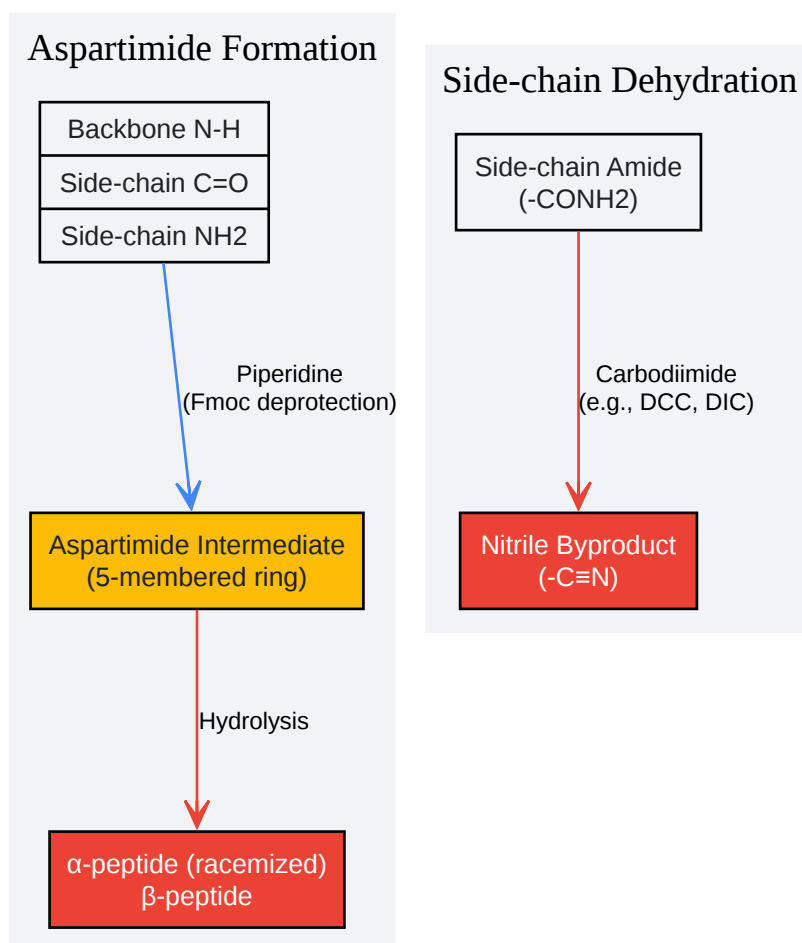 Aspartimide Formation
Backbone N-H
Side-chain C=O
Side-chain NH2
Piperidine
(Fmoc deprotection)
Aspartimide Intermediate
(5-membered ring)
Hydrolysis
α-peptide (racemized)
β-peptide
Side-chain Dehydration
Side-chain Amide
(-CONH2)
Carbodiimide
(e.g., DCC, DIC)
Nitrile Byproduct
(-C≡N)